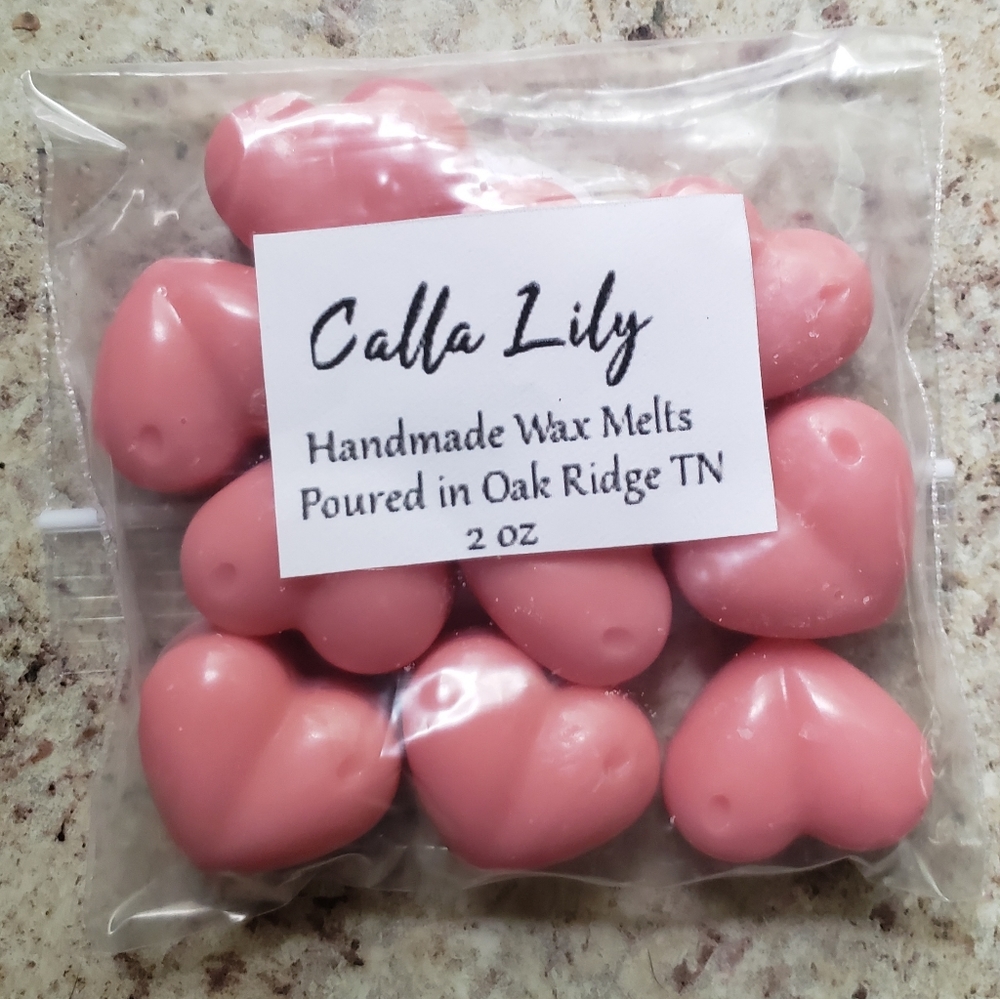 Calla Lily
Handmade Wax Melts
Poured in Oak Ridge TN
2 oz